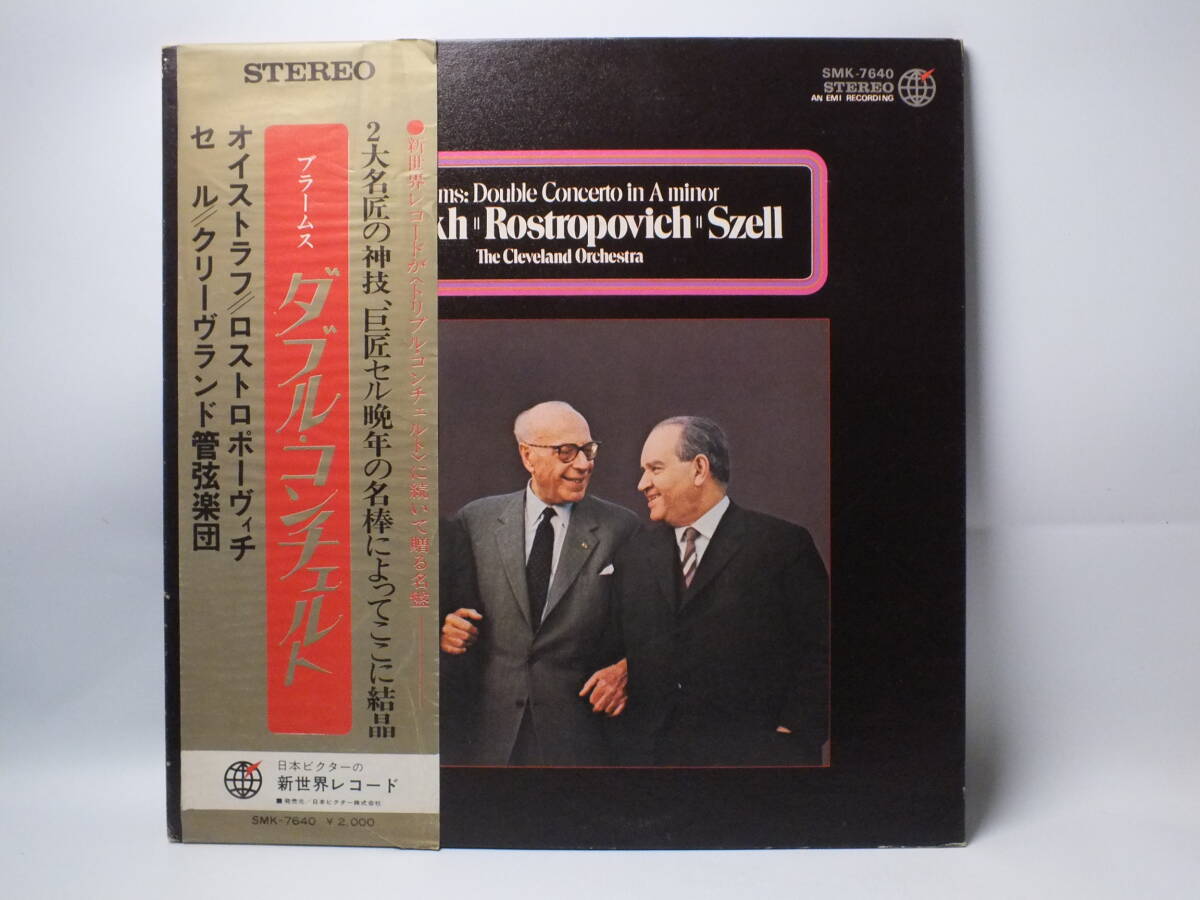 STEREO
●新世界レコードが〈トリプル・コンチェルト〉に続いて贈る名盤
2大名匠の神技、巨匠セル晩年の名棒によってここに結晶
ブラームス
ダブル・コンチェルト
オイストラフ//ロストロポーヴィチ
セル//クリーヴランド管弦楽団
日本ビクターの
新世界レコード
■発売元/日本ビクター株式会社
SMK-7640 ¥2,000
SMK-7640
STEREO
AN EMI RECORDING
ms: Double Concerto in A minor
kh〃Rostropovich〃Szell
The Cleveland Orchestra